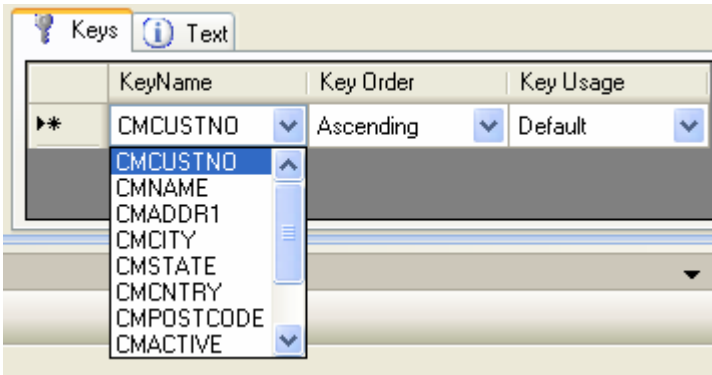 Keys Text
KeyName Key Order Key Usage
CMCUSTNO Ascending Default
CMCUSTNO
CMNAME
CMADDR1
CMCITY
CMSTATE
CMCNTRY
CMPOSTCODE
CMACTIVE